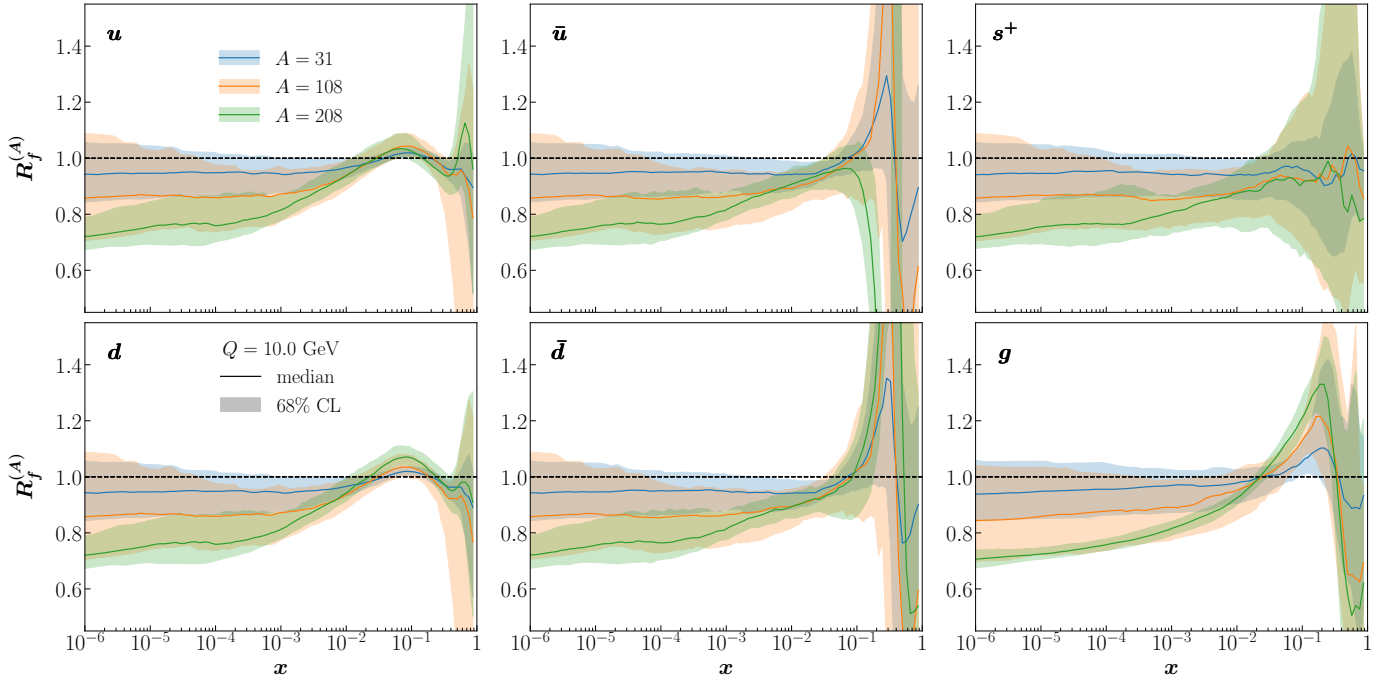 u
A = 31
A = 108
A = 208
1.4
1.2
1.0
0.8
0.6
R_f^{(A)}
ū
s⁺
d
Q = 10.0 GeV
median
68% CL
1.4
1.2
1.0
0.8
0.6
R_f^{(A)}
d̄
g
10⁻⁶ 10⁻⁵ 10⁻⁴ 10⁻³ 10⁻² 10⁻¹ 1
10⁻⁶ 10⁻⁵ 10⁻⁴ 10⁻³ 10⁻² 10⁻¹ 1
10⁻⁶ 10⁻⁵ 10⁻⁴ 10⁻³ 10⁻² 10⁻¹ 1
x
x
x